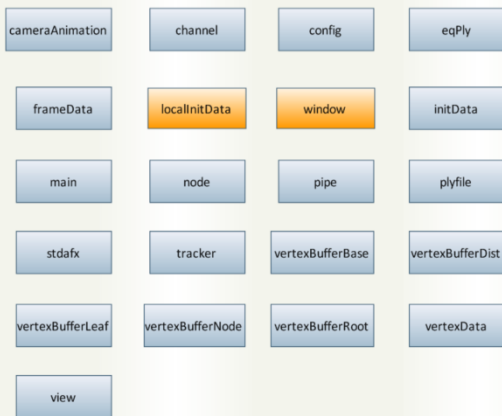 cameraAnimation
channel
config
eqPly
frameData
localInitData
window
initData
main
node
pipe
plyfile
stdafx
tracker
vertexBufferBase
vertexBufferDist
vertexBufferLeaf
vertexBufferNode
vertexBufferRoot
vertexData
view